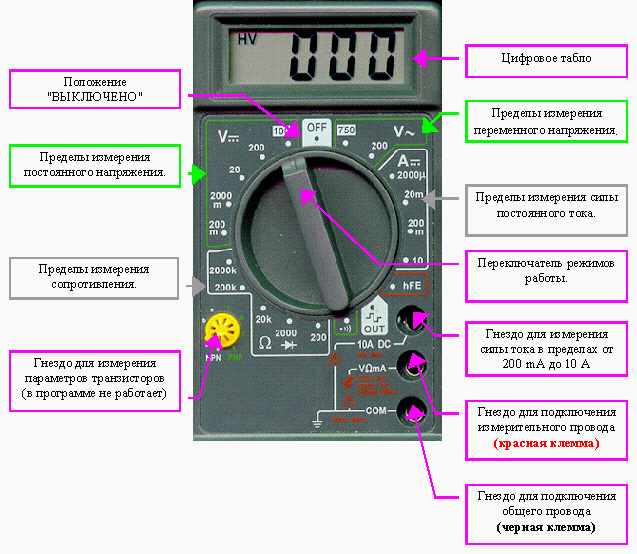 HV 000
Цифровое табло
Положение
"ВЫКЛЮЧЕНО"
Пределы измерения
переменного напряжения.
Пределы измерения
постоянного напряжения.
Пределы измерения силы
постоянного тока.
Пределы измерения
сопротивления.
Переключатель режимов
работы.
Гнездо для измерения
силы тока в пределах от
200 mA до 10 А
Гнездо для измерения
параметров транзисторов
(в программе не работает)
Гнездо для подключения
измерительного провода
(красная клемма)
Гнездо для подключения
общего провода
(черная клемма)
OFF
750
V~
200
V
200
20
2000
m
200
m
2000k
200k
20k
Ω
2000
200
A
2000µ
20m
200
m
10
hFE
OUT
10A DC
VΩmA
COM
NPN PNP